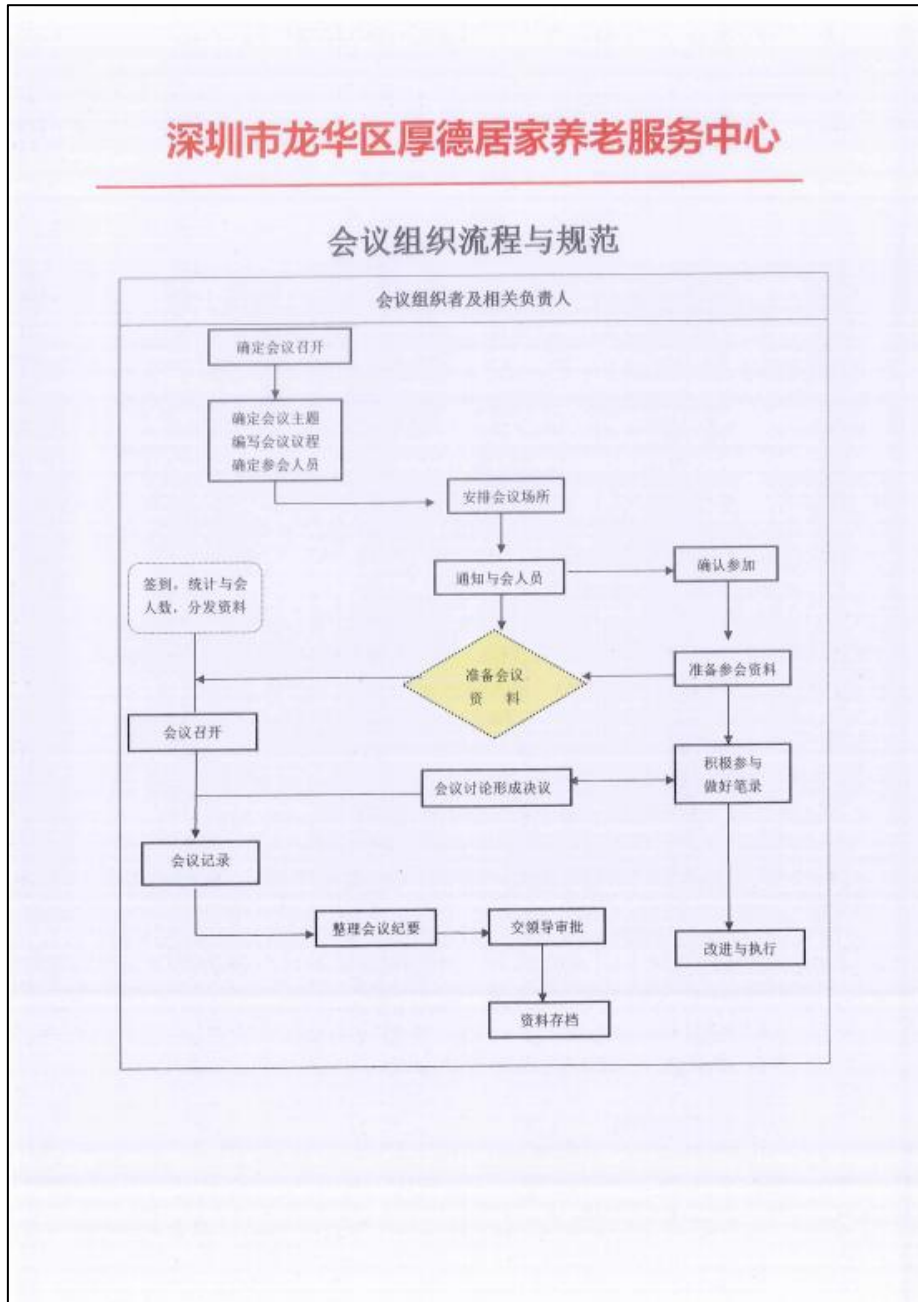 深圳市龙华区厚德居家养老服务中心
会议组织流程与规范
会议组织者及相关负责人
确定会议召开
确定会议主题
编写会议议程
确定参会人员
安排会议场所
通知与会人员
确认参加
签到，统计与会
人数，分发资料
准备会议
资 料
准备参会资料
会议召开
积极参与
做好笔录
会议讨论形成决议
会议记录
整理会议纪要
交领导审批
改进与执行
资料存档